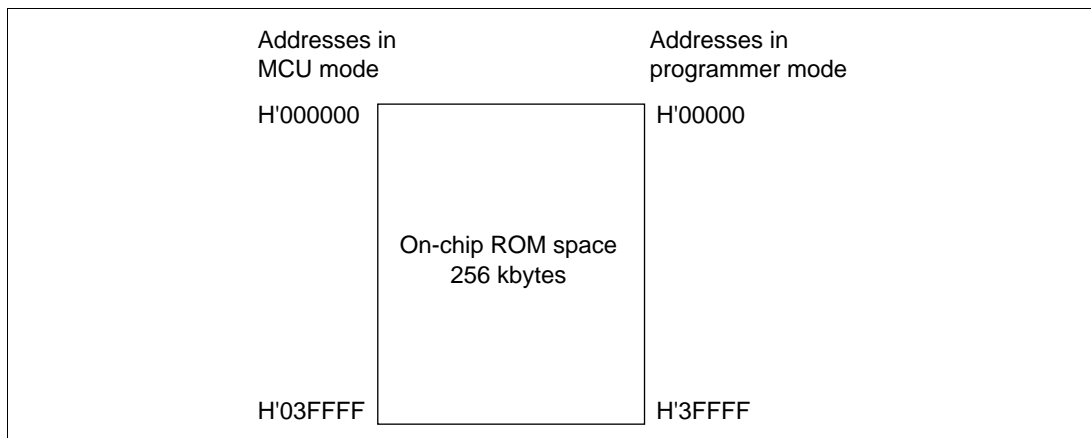 Addresses in
MCU mode
Addresses in
programmer mode
H'000000
H'00000
On-chip ROM space
256 kbytes
H'03FFFF
H'3FFFF